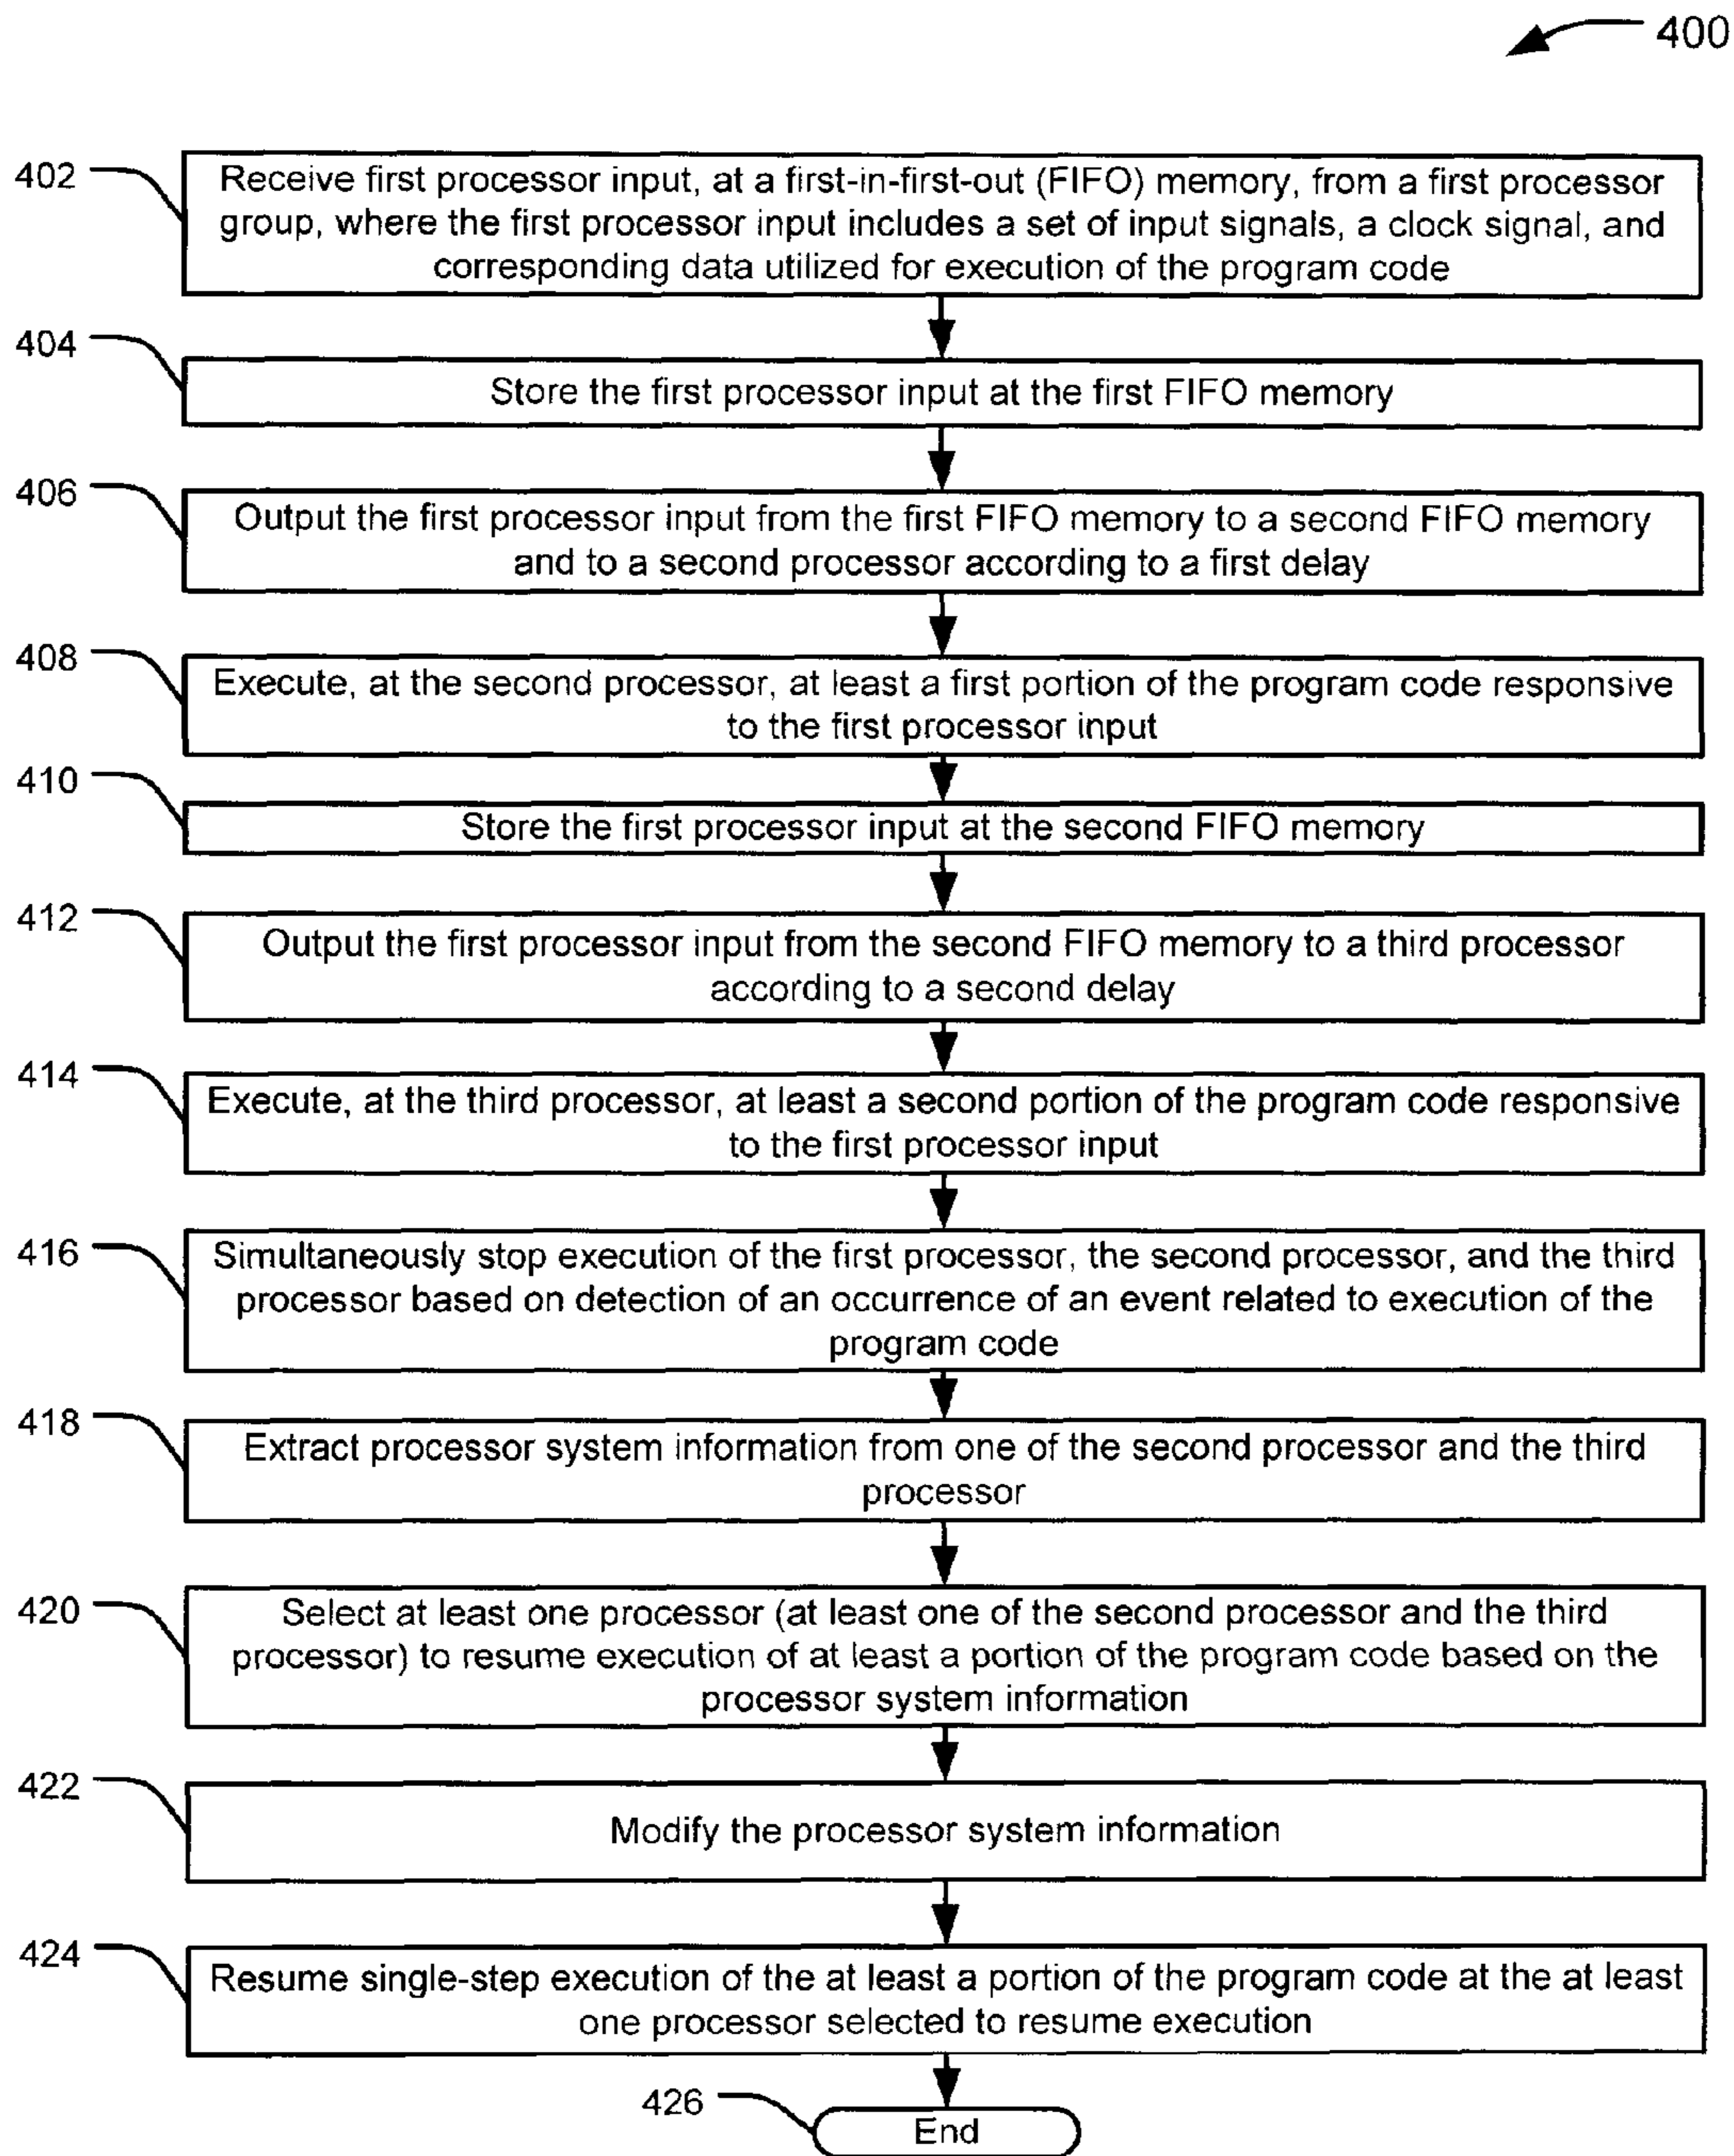 400
402
Receive first processor input, at a first-in-first-out (FIFO) memory, from a first processor
group, where the first processor input includes a set of input signals, a clock signal, and
corresponding data utilized for execution of the program code
404
Store the first processor input at the first FIFO memory
406
Output the first processor input from the first FIFO memory to a second FIFO memory
and to a second processor according to a first delay
408
Execute, at the second processor, at least a first portion of the program code responsive
to the first processor input
410
Store the first processor input at the second FIFO memory
412
Output the first processor input from the second FIFO memory to a third processor
according to a second delay
414
Execute, at the third processor, at least a second portion of the program code responsive
to the first processor input
416
Simultaneously stop execution of the first processor, the second processor, and the third
processor based on detection of an occurrence of an event related to execution of the
program code
418
Extract processor system information from one of the second processor and the third
processor
420
Select at least one processor (at least one of the second processor and the third
processor) to resume execution of at least a portion of the program code based on the
processor system information
422
Modify the processor system information
424
Resume single-step execution of the at least a portion of the program code at the at least
one processor selected to resume execution
426
End